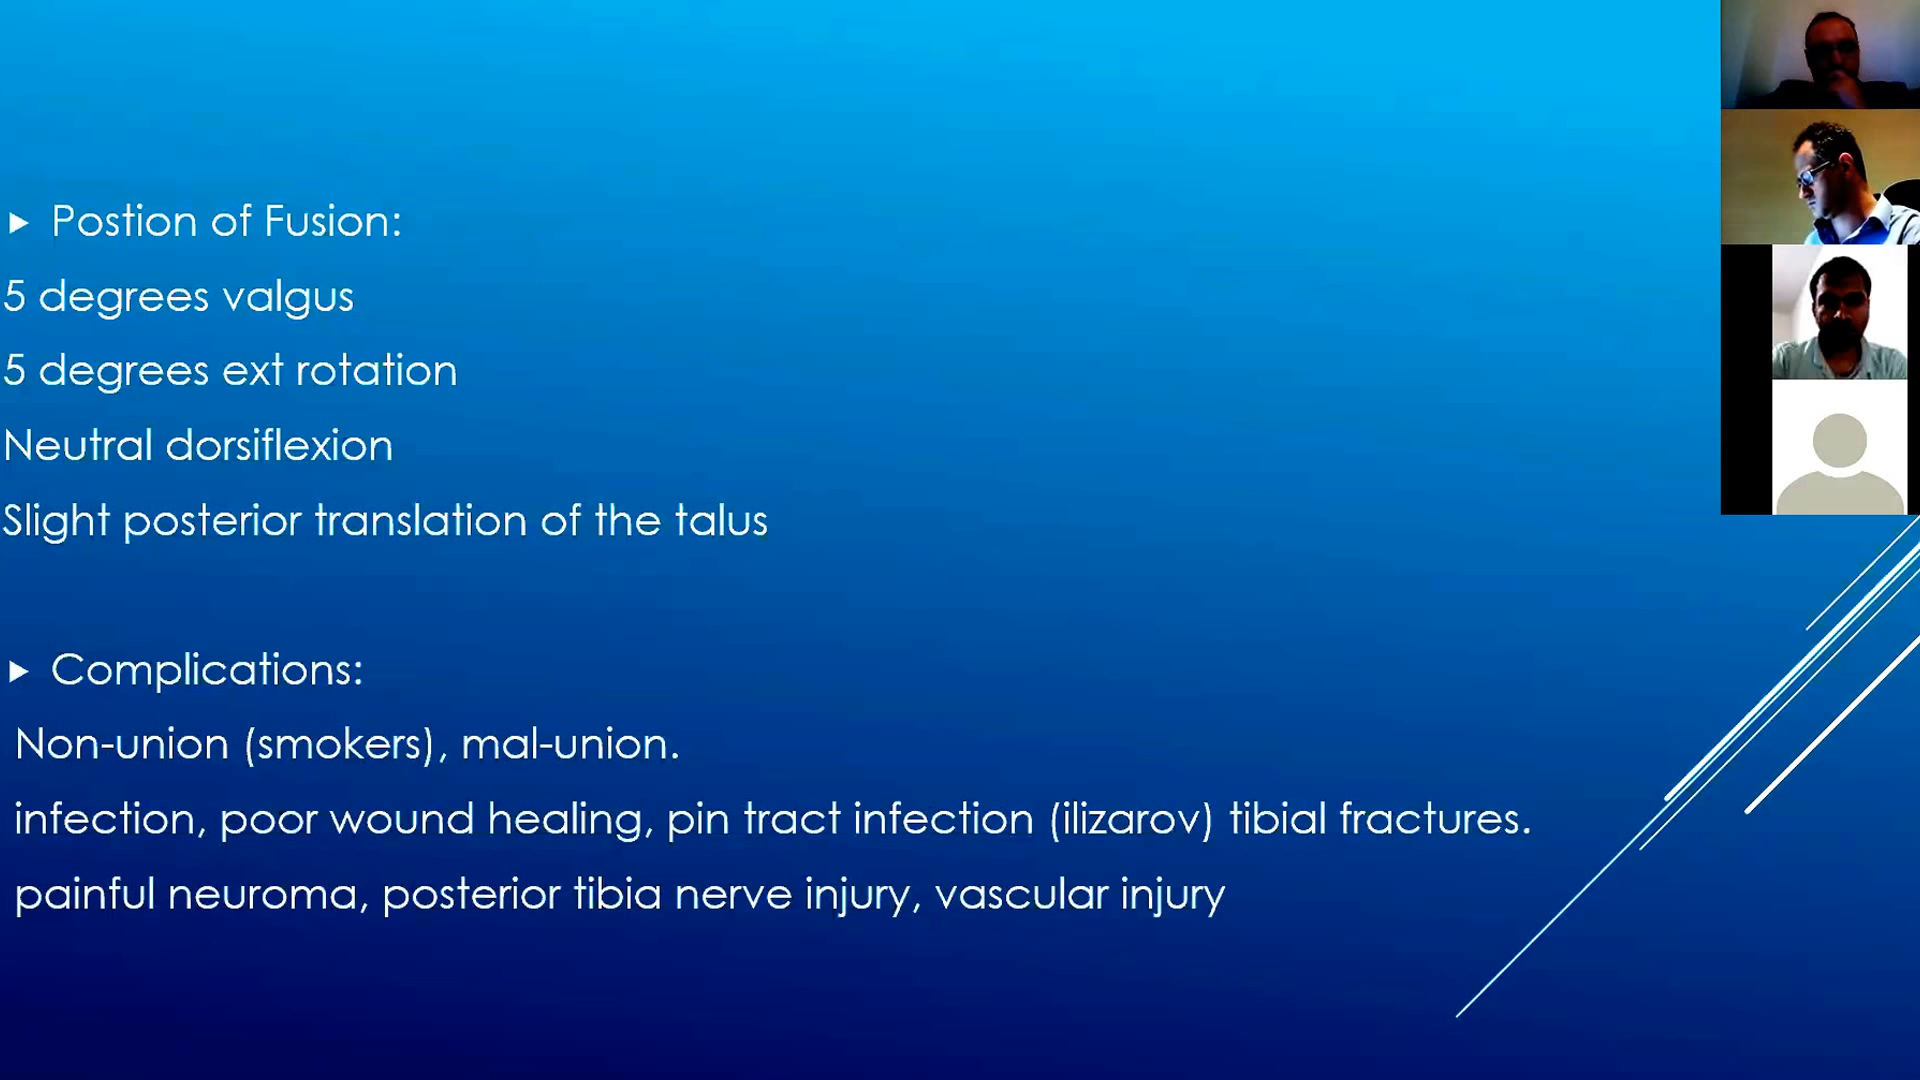 Postion of Fusion:
5 degrees valgus
5 degrees ext rotation
Neutral dorsiflexion
Slight posterior translation of the talus
Complications:
Non-union (smokers), mal-union.
infection, poor wound healing, pin tract infection (ilizarov) tibial fractures.
painful neuroma, posterior tibia nerve injury, vascular injury